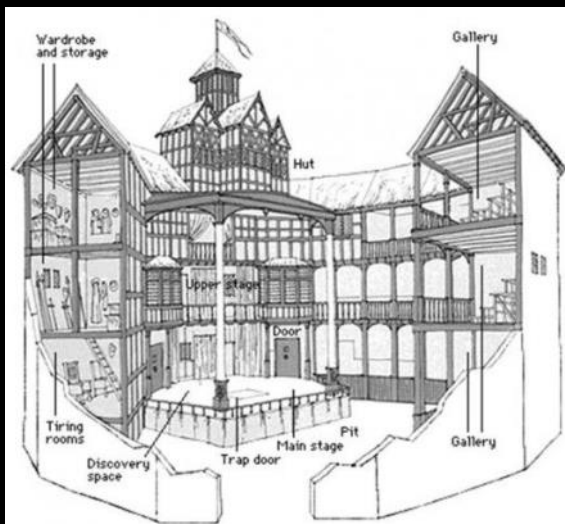 Wardrobe
and storage
Gallery
Hut
Upper stage
Door
Tiring
rooms
Discovery
space
Trap door
Main stage
Pit
Gallery